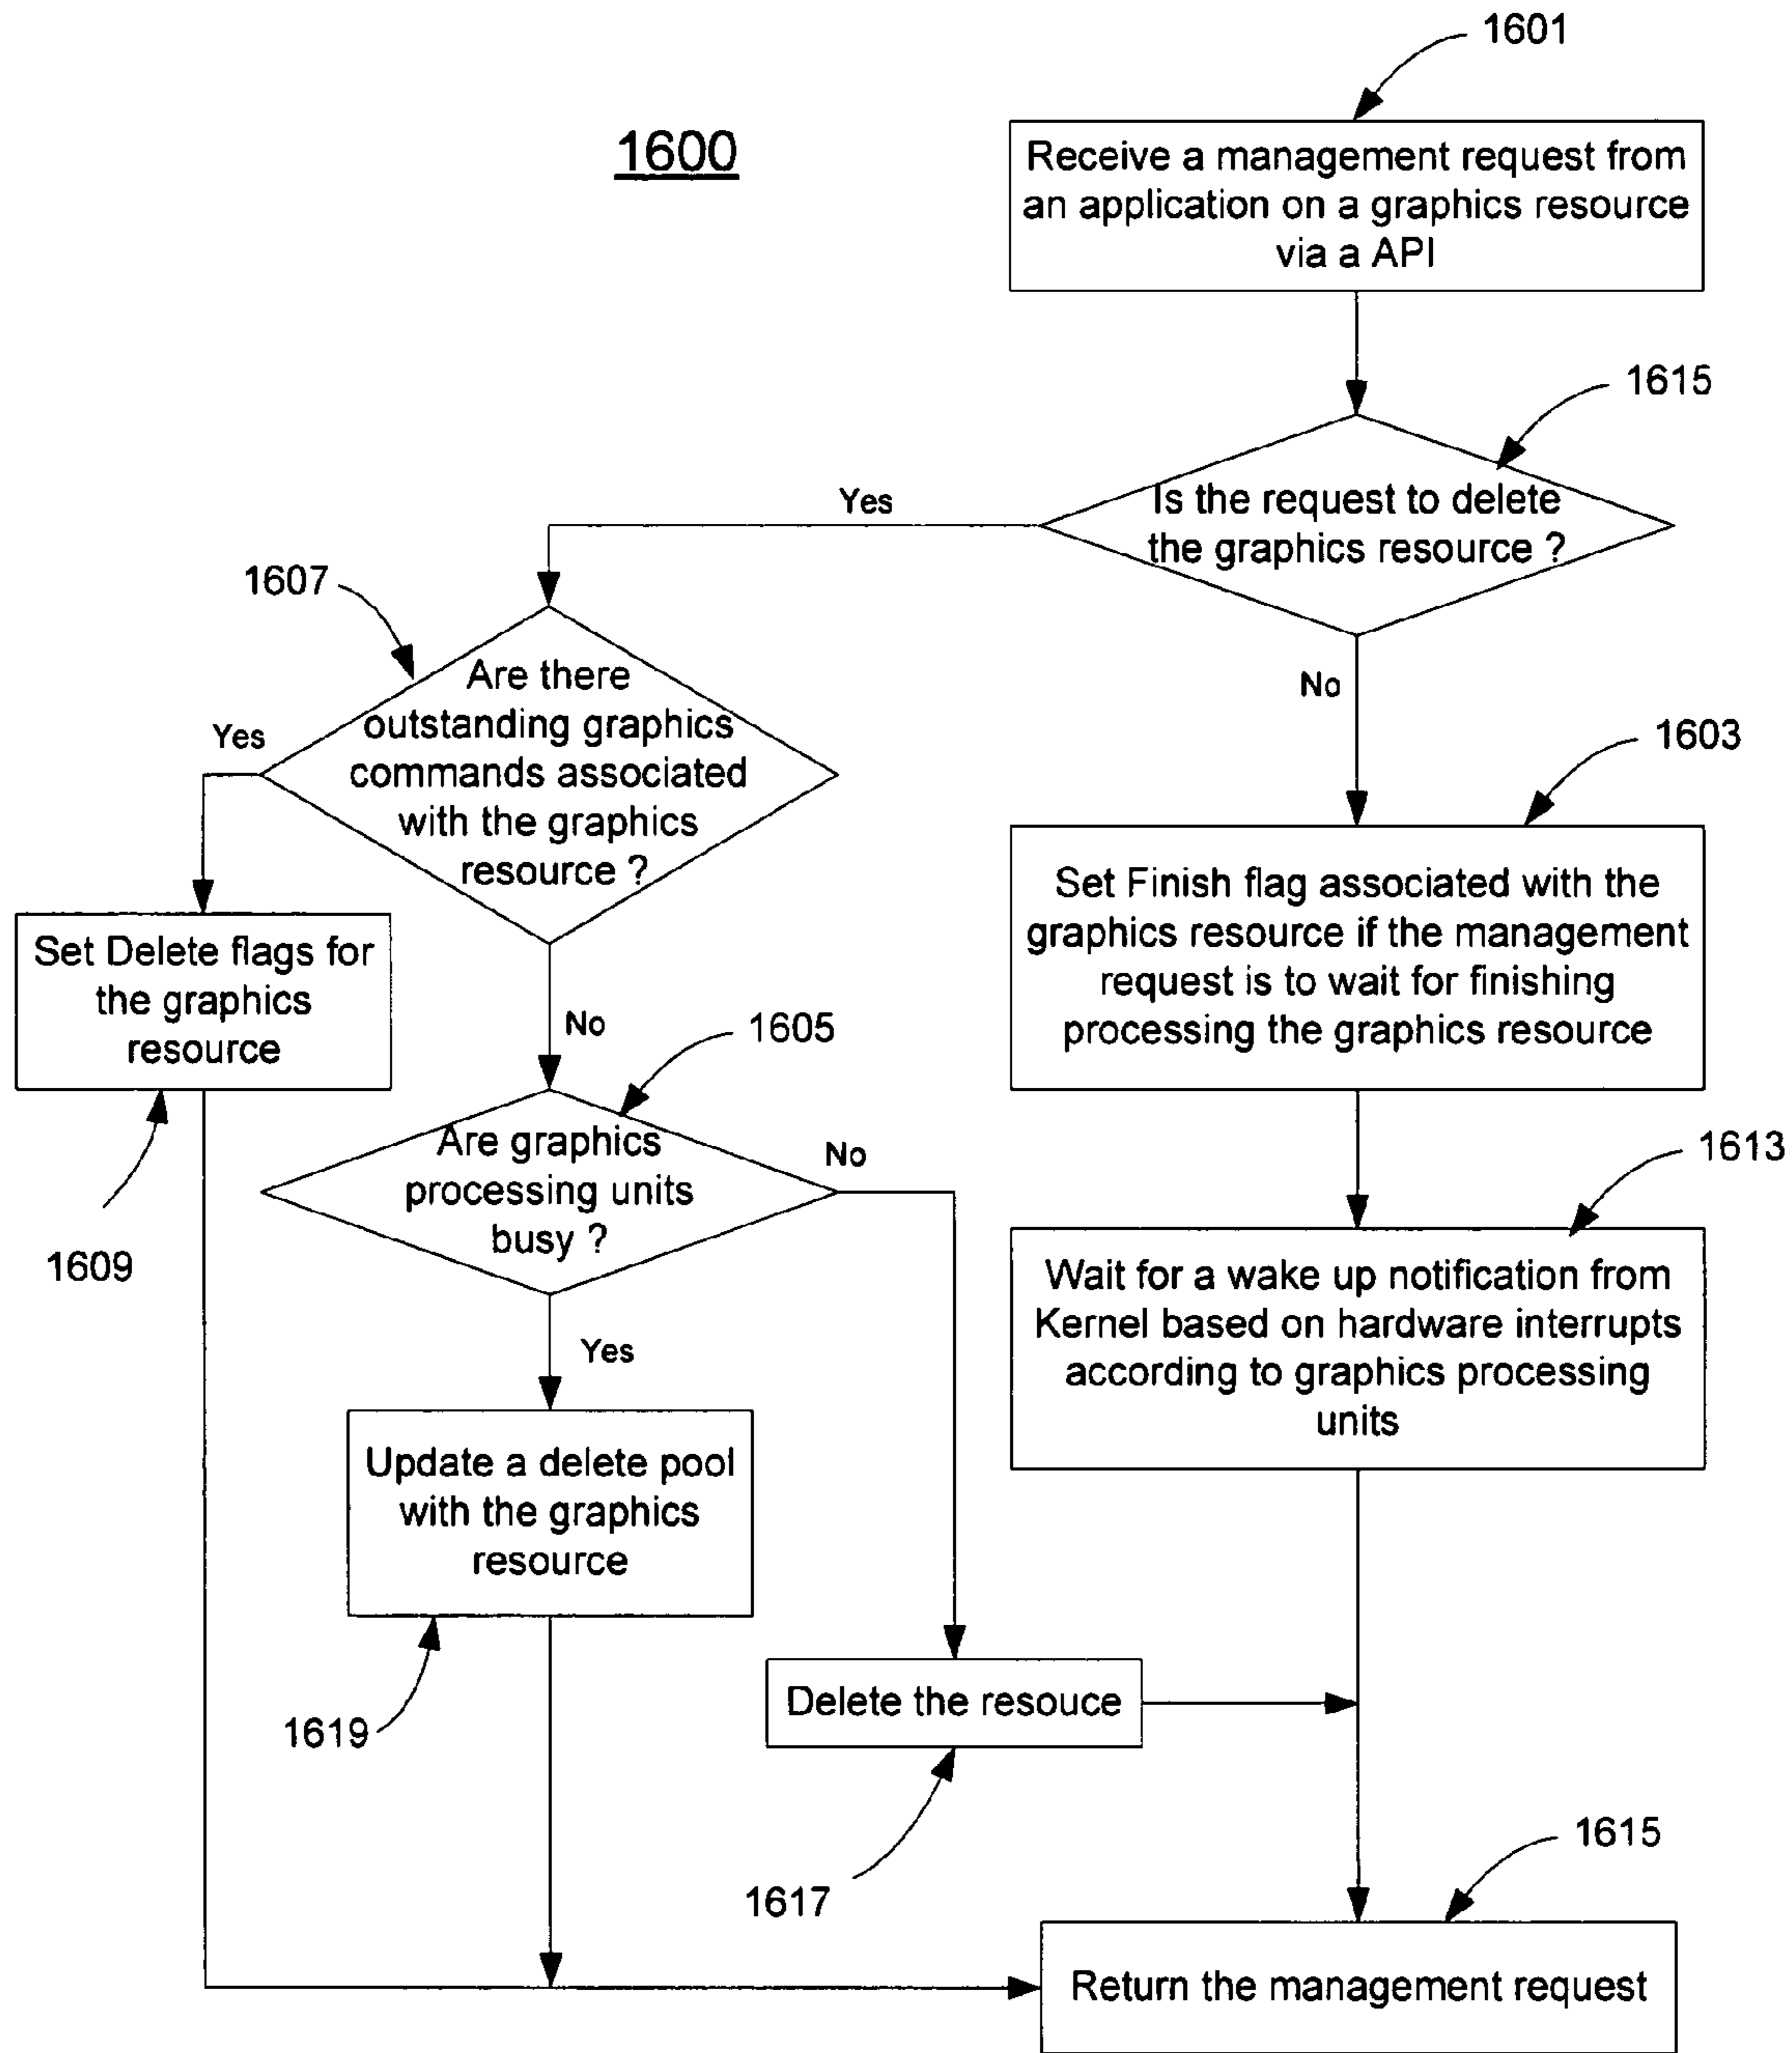 1601
1600
Receive a management request from
an application on a graphics resource
via a API
1615
Is the request to delete
the graphics resource ?
Yes
No
1607
Are there
outstanding graphics
commands associated
with the graphics
resource ?
Yes
No
1603
Set Finish flag associated with the
graphics resource if the management
request is to wait for finishing
processing the graphics resource
Set Delete flags for
the graphics
resource
1609
1605
Are graphics
processing units
busy ?
No
Yes
1613
Wait for a wake up notification from
Kernel based on hardware interrupts
according to graphics processing
units
Update a delete pool
with the graphics
resource
1619
Delete the resouce
1617
1615
Return the management request